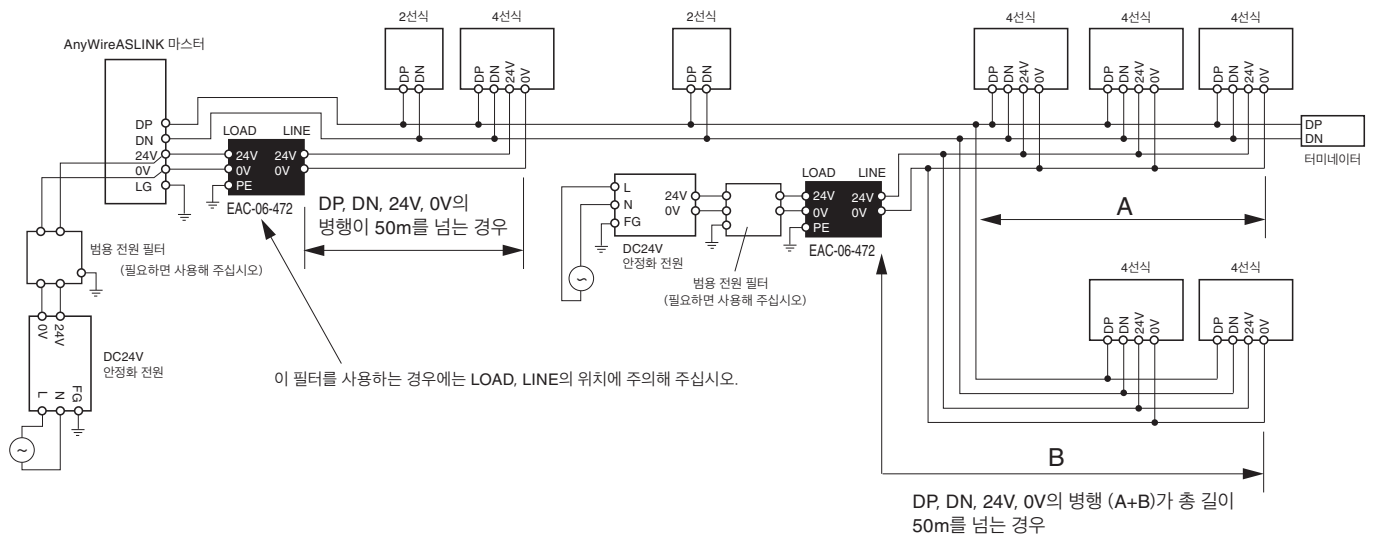 AnyWireASLINK 마스터
DP
DN
24V
0V
LG
LOAD LINE
24V 24V
0V 0V
PE
EAC-06-472
2선식
DP
DN
4선식
DP
DN
24V
0V
DP, DN, 24V, 0V의
병행이 50m를 넘는 경우
범용 전원 필터
(필요하면 사용해 주십시오)
0V
24V
DC24V
안정화 전원
L
N
FG
~
이 필터를 사용하는 경우에는 LOAD, LINE의 위치에 주의해 주십시오.
2선식
DP
DN
L
N
FG
24V
0V
DC24V
안정화 전원
~
범용 전원 필터
(필요하면 사용해 주십시오)
LOAD LINE
24V 24V
0V 0V
PE
EAC-06-472
4선식
DP
DN
24V
0V
4선식
DP
DN
24V
0V
4선식
DP
DN
24V
0V
DP
DN
터미네이터
A
4선식
DP
DN
24V
0V
4선식
DP
DN
24V
0V
B
DP, DN, 24V, 0V의 병행 (A+B)가 총 길이
50m를 넘는 경우